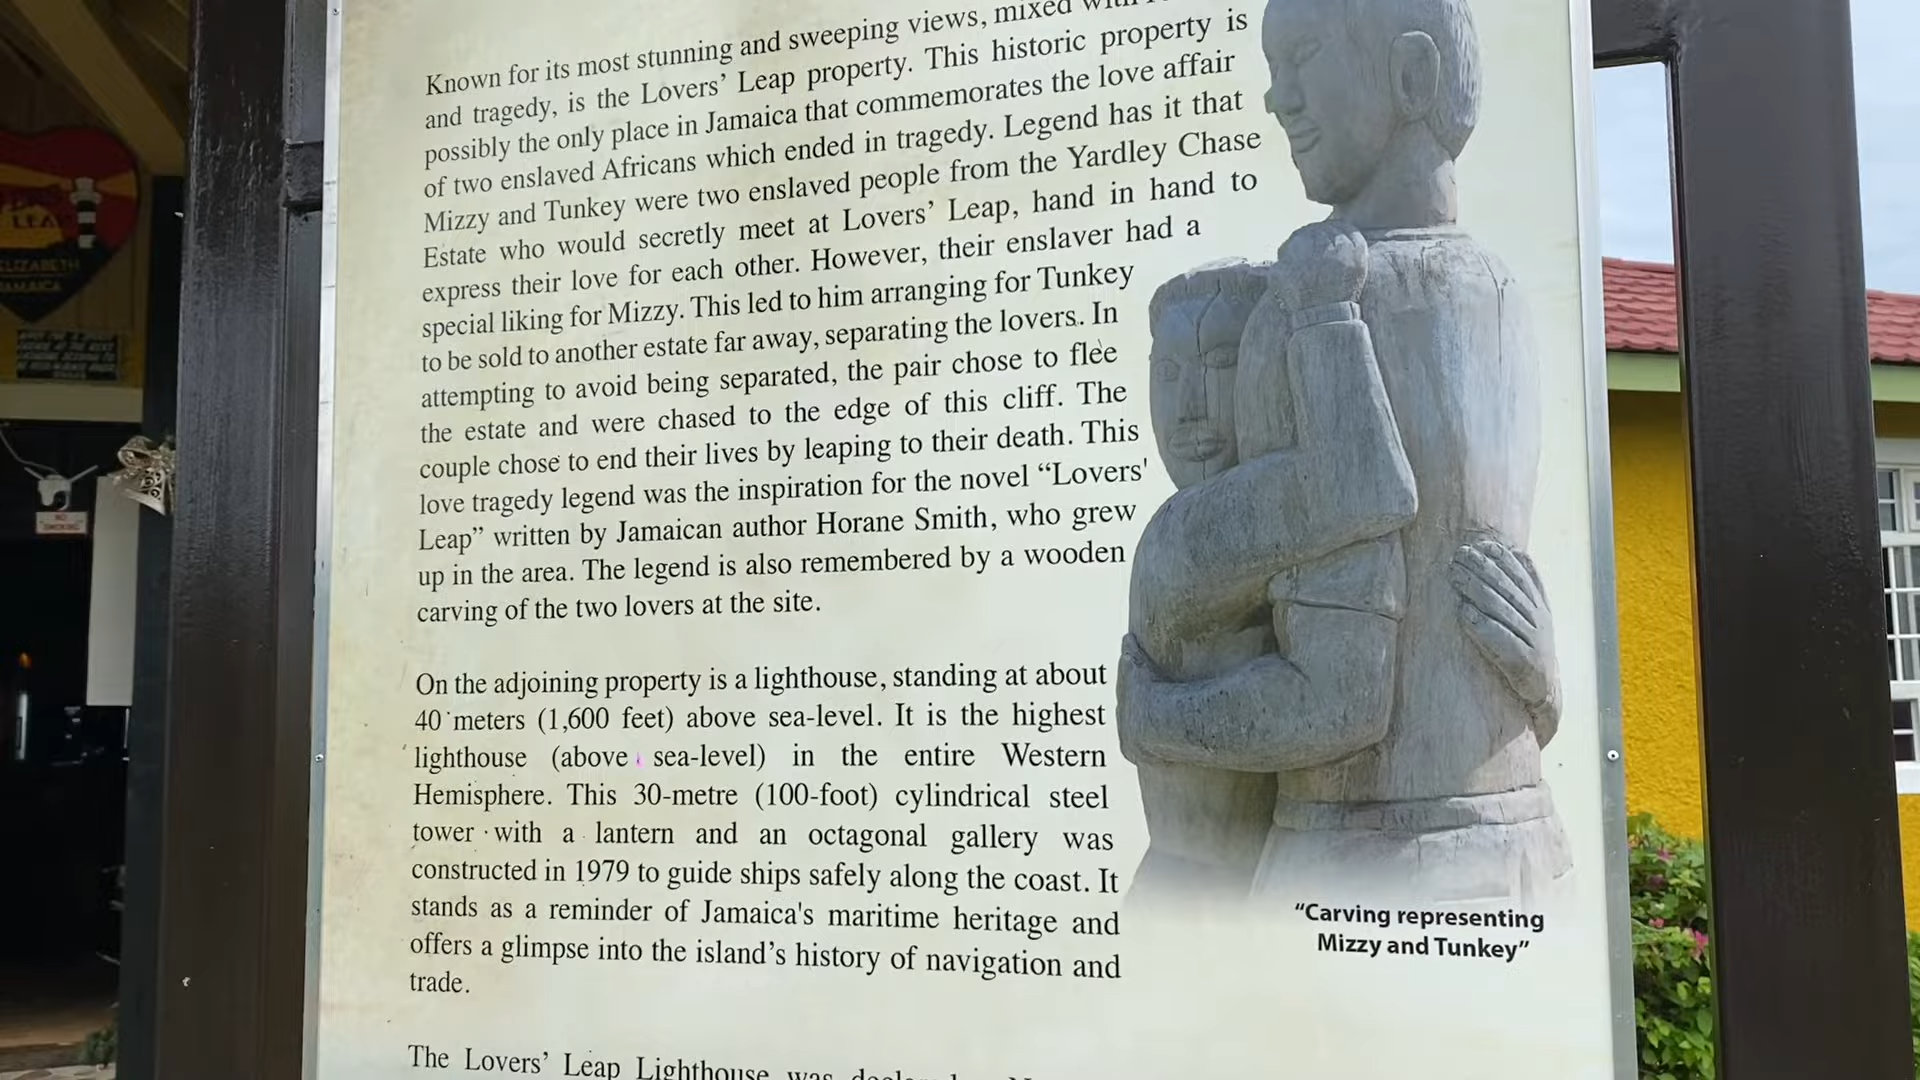 Known for its most stunning and sweeping views, mixed with
and tragedy, is the Lovers’ Leap property. This historic property is
possibly the only place in Jamaica that commemorates the love affair
of two enslaved Africans which ended in tragedy. Legend has it that
Mizzy and Tunkey were two enslaved people from the Yardley Chase
Estate who would secretly meet at Lovers’ Leap, hand in hand to
express their love for each other. However, their enslaver had a
special liking for Mizzy. This led to him arranging for Tunkey
to be sold to another estate far away, separating the lovers. In
attempting to avoid being separated, the pair chose to flee
the estate and were chased to the edge of this cliff. The
couple chose to end their lives by leaping to their death. This
love tragedy legend was the inspiration for the novel “Lovers'
Leap” written by Jamaican author Horane Smith, who grew
up in the area. The legend is also remembered by a wooden
carving of the two lovers at the site.
On the adjoining property is a lighthouse, standing at about
40 meters (1,600 feet) above sea-level. It is the highest
lighthouse (above sea-level) in the entire Western
Hemisphere. This 30-metre (100-foot) cylindrical steel
tower with a lantern and an octagonal gallery was
constructed in 1979 to guide ships safely along the coast. It
stands as a reminder of Jamaica's maritime heritage and
offers a glimpse into the island’s history of navigation and
trade.
The Lovers’ Leap Lighthouse was
“Carving representing
Mizzy and Tunkey”
LEAP
ELIZABETH
JAMAICA
NO
SMOKING